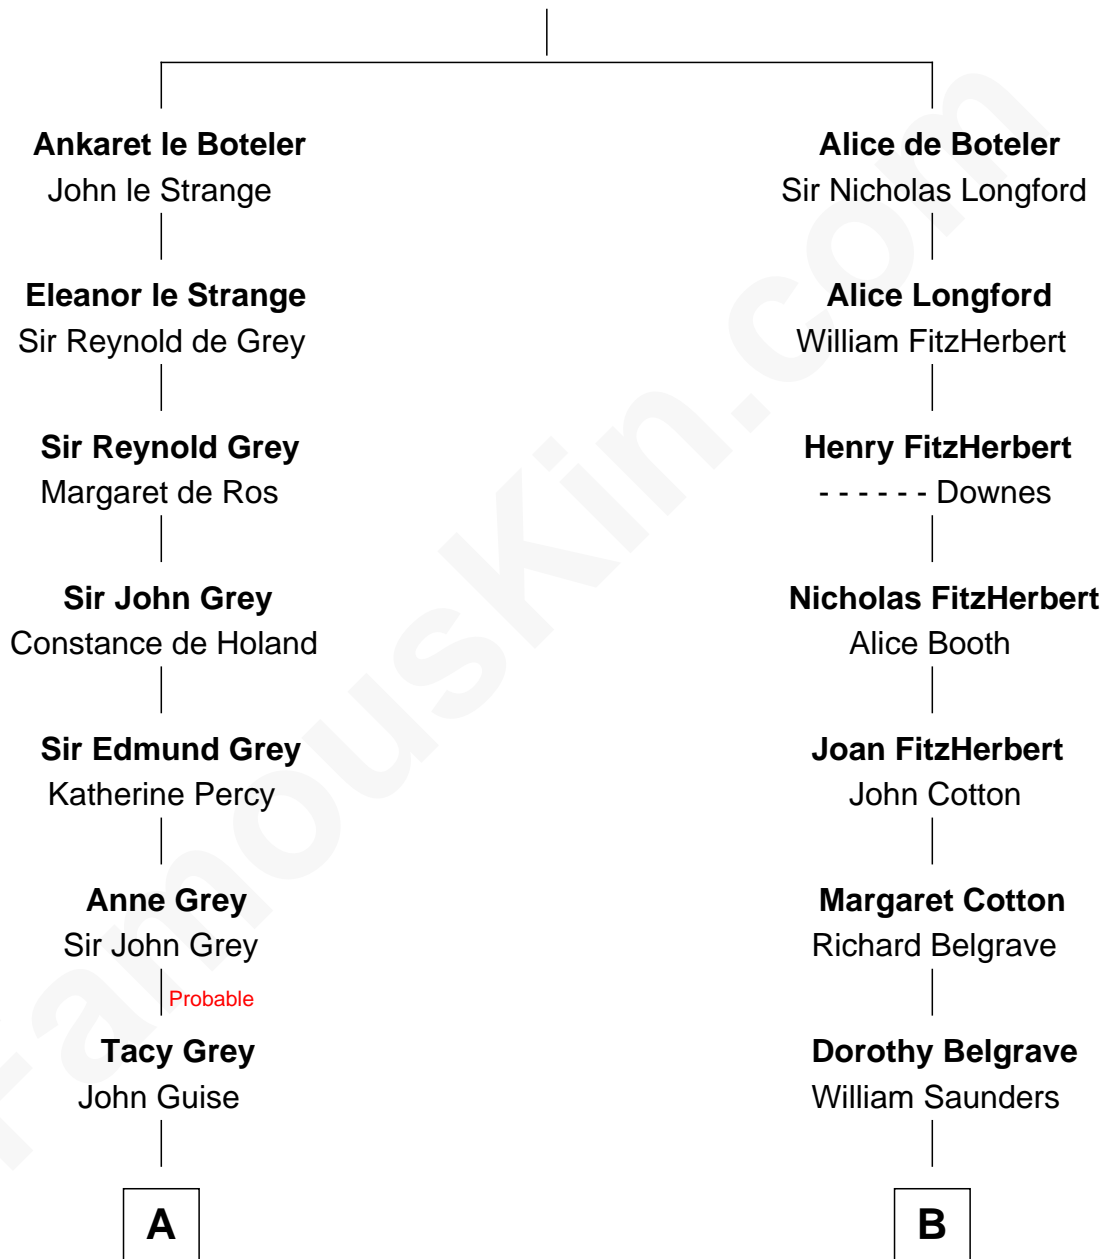 Ankaret le Boteler
John le Strange
Alice de Boteler
Sir Nicholas Longford
Eleanor le Strange
Sir Reynold de Grey
Alice Longford
William FitzHerbert
Sir Reynold Grey
Margaret de Ros
Henry FitzHerbert
- - - - - - Downes
Sir John Grey
Constance de Holand
Nicholas FitzHerbert
Alice Booth
Sir Edmund Grey
Katherine Percy
Joan FitzHerbert
John Cotton
Anne Grey
Sir John Grey
Margaret Cotton
Richard Belgrave
Probable
Tacy Grey
John Guise
Dorothy Belgrave
William Saunders
A
B
FamousKin.com